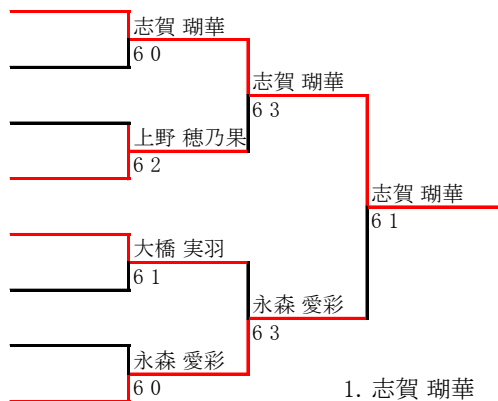 志賀 瑚華
6 0
志賀 瑚華
6 3
上野 穂乃果
6 2
志賀 瑚華
6 1
大橋 実羽
6 1
永森 愛彩
6 3
永森 愛彩
6 0
1. 志賀 瑚華